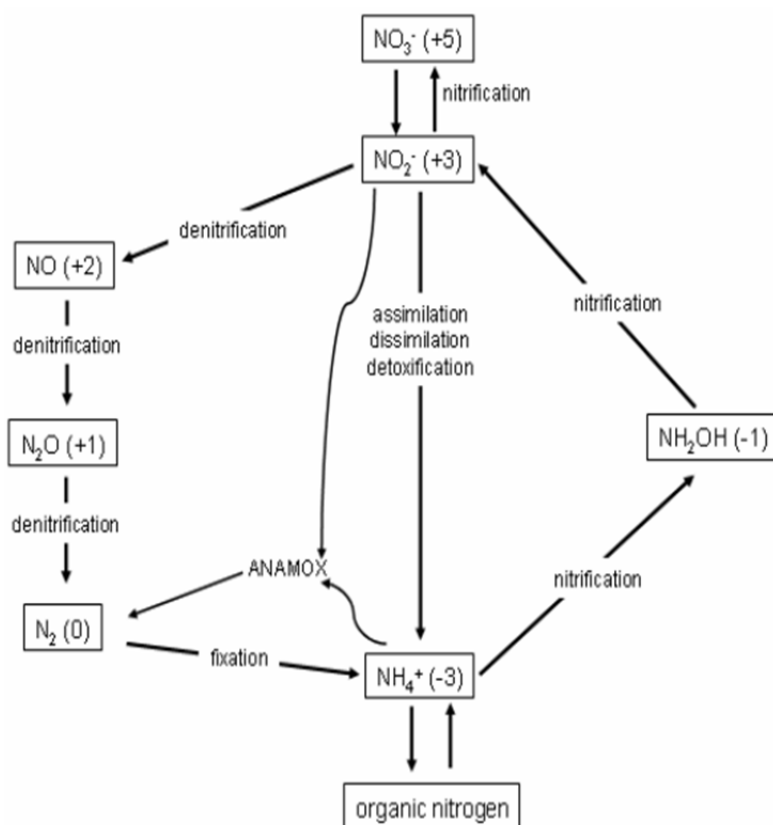 NO₃⁻ (+5)
nitrification
NO₂⁻ (+3)
denitrification
NO (+2)
nitrification
assimilation
dissimilation
detoxification
denitrification
N₂O (+1)
NH₂OH (-1)
denitrification
ANAMOX
nitrification
N₂ (0)
fixation
NH₄⁺ (-3)
organic nitrogen